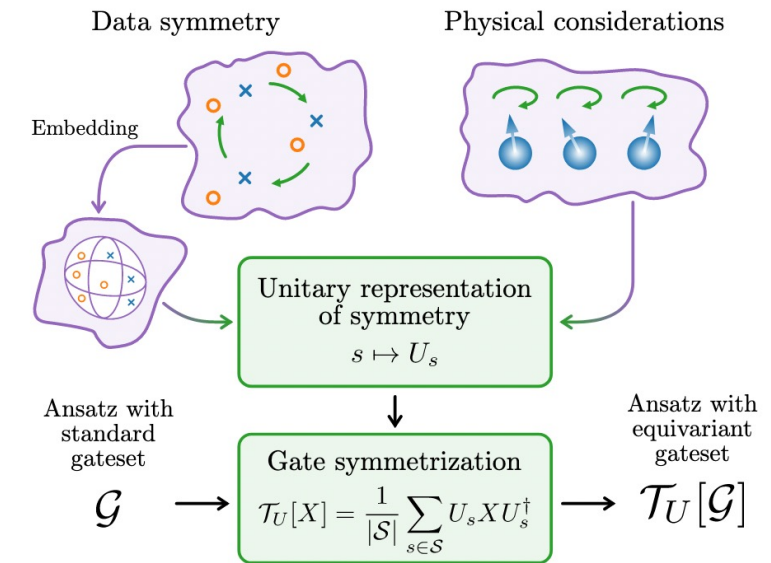 Data symmetry
Physical considerations
Embedding
Unitary representation
of symmetry
s ↦ U_s
Ansatz with
standard
gateset
𝒢
Gate symmetrization
𝒯_U[X] = 1/|𝒮| ∑_{s∈𝒮} U_s X U_s^†
Ansatz with
equivariant
gateset
𝒯_U[𝒢]